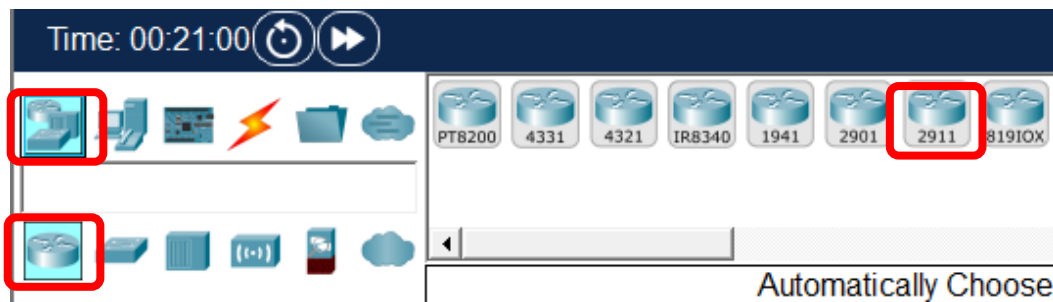 Time: 00:21:00
PT8200 4331 4321 IR8340 1941 2901 2911 819IOX
Automatically Choose